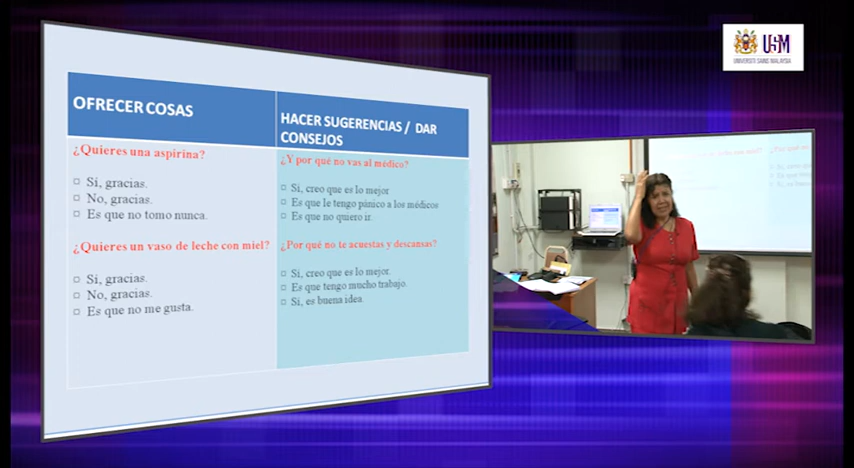 USM
UNIVERSITI SAINS MALAYSIA
OFRECER COSAS
¿Quieres una aspirina?
Sí, gracias.
No, gracias.
Es que no tomo nunca.
¿Quieres un vaso de leche con miel?
Sí, gracias.
No, gracias.
Es que no me gusta.
HACER SUGERENCIAS / DAR
CONSEJOS
¿Y por qué no vas al médico?
Sí, creo que es lo mejor
Es que le tengo pánico a los médicos
Es que no quiero ir.
¿Por qué no te acuestas y descansas?
Sí, creo que es lo mejor.
Es que tengo mucho trabajo.
Sí, es buena idea.